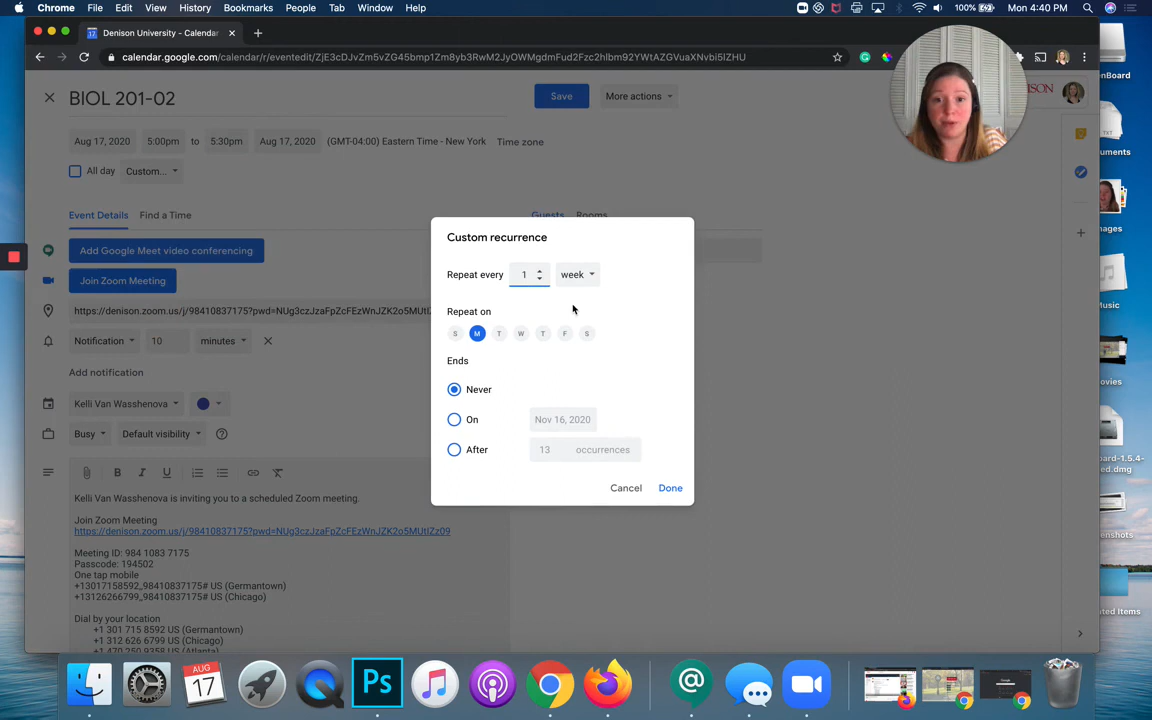 Chrome File Edit View History Bookmarks People Tab Window Help 100% Mon 4:40 PM
Denison University - Calendar
calendar.google.com/calendar/r/eventedit/ZjE3cDJvZm5vZG45bmp1Zm8yb3RwM2JyOWMgmFud2Fzc2hlbm92YWtAZGVuaXNvbi5lZHU
BIOL 201-02 Save More actions
Aug 17, 2020 5:00pm to 5:30pm Aug 17, 2020 (GMT-04:00) Eastern Time - New York Time zone
All day Custom...
Event Details Find a Time Guests Rooms
Add Google Meet video conferencing
Join Zoom Meeting
https://denison.zoom.us/j/98410837175?pwd=NUg3czJzaFpzCFEzWnJZK2o5MU
Notification 10 minutes
Add notification
Kelli Van Wasshenova
Busy Default visibility
B I U
Kelli Van Wasshenova is inviting you to a scheduled Zoom meeting.
Join Zoom Meeting
Meeting ID: 984 1083 7175
Passcode: 194502
One tap mobile
+13017158592,,98410837175# US (Germantown)
+13126266799,,98410837175# US (Chicago)
Dial by your location
+1 301 715 8592 US (Germantown)
+1 312 626 6799 US (Chicago)
+1 470 250 9358 US (Atlanta)
Custom recurrence
Repeat every 1 week
Repeat on
S M T W T F S
Ends
Never
On Nov 16, 2020
After 13 occurrences
Cancel Done
AUG
17
Ps